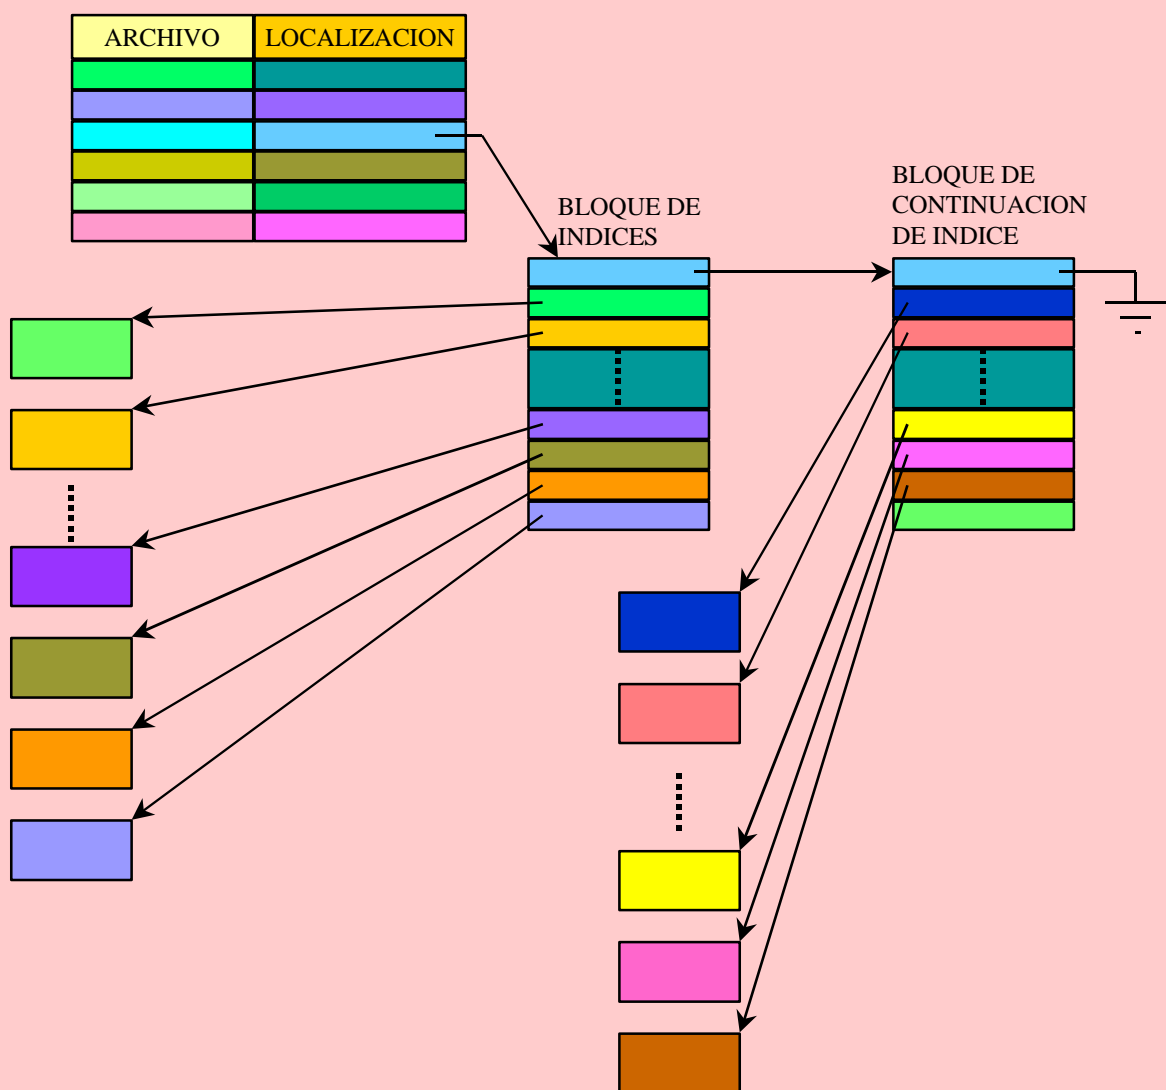 ARCHIVO LOCALIZACION
BLOQUE DE
INDICES
BLOQUE DE
CONTINUACION
DE INDICE